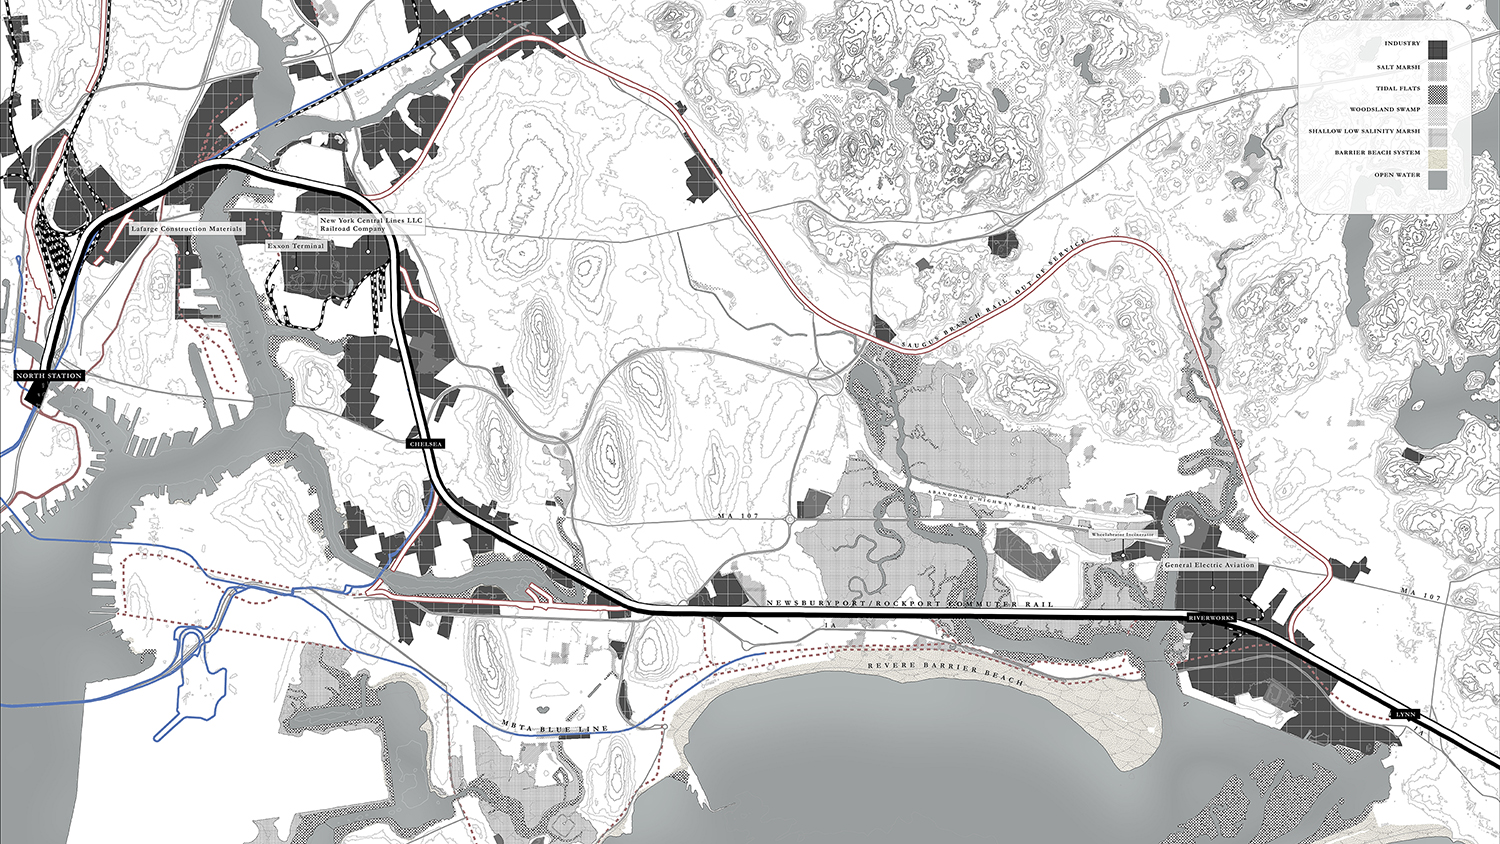 INDUSTRY
SALT MARSH
TIDAL FLATS
WOODSLAND SWAMP
SHALLOW LOW SALINITY MARSH
BARRIER BEACH SYSTEM
OPEN WATER
New York Central Lines LLC
Railroad Company
Lafarge Construction Materials
Exxon Terminal
MYSTIC RIVER
SAUGUS BRANCH RAIL: OUT OF SERVICE
NORTH STATION
CHARLES
CHELSEA
ABANDONED HIGHWAY BERM
MA 107
Wheelabrator Incinerator
General Electric Aviation
MA 107
NEWSBURYPORT/ROCKPORT COMMUTER RAIL
RIVERWORKS
1A
REVERE BARRIER BEACH
LYNN
1A
MBTA BLUE LINE